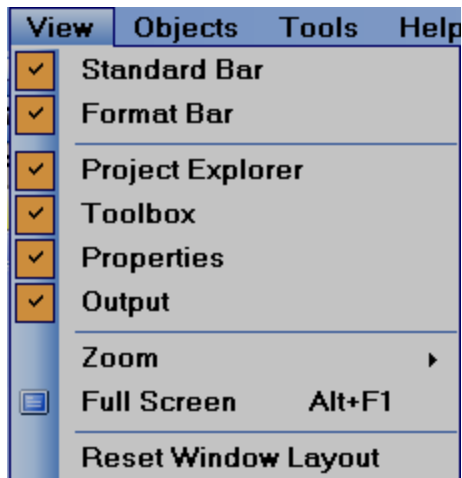 View Objects Tools Help
Standard Bar
Format Bar
Project Explorer
Toolbox
Properties
Output
Zoom
Full Screen Alt+F1
Reset Window Layout